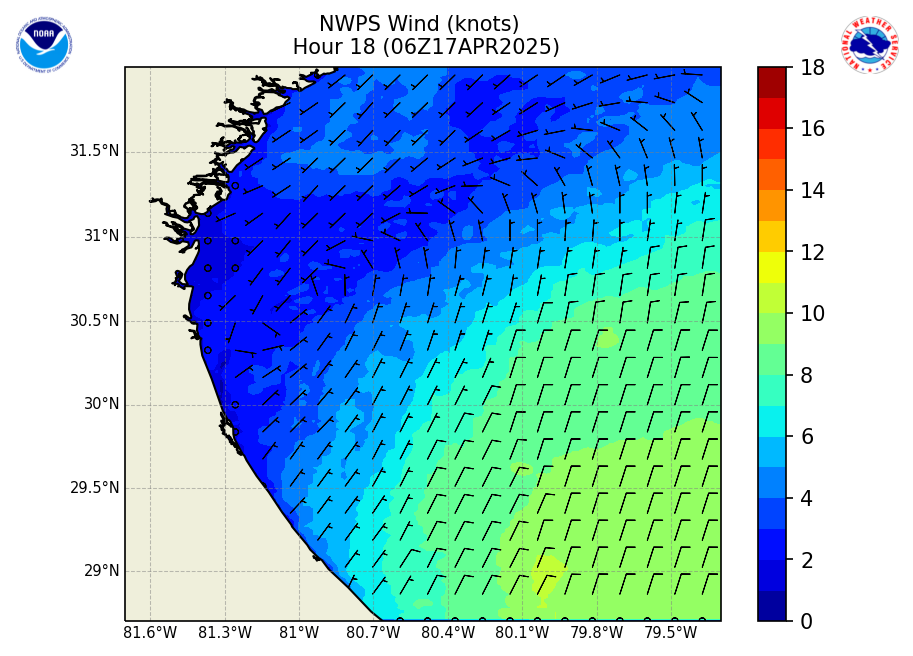 NWPS Wind (knots)
Hour 18 (06Z17APR2025)
NOAA
NATIONAL WEATHER SERVICE
31.5°N
31°N
30.5°N
30°N
29.5°N
29°N
81.6°W 81.3°W 81°W 80.7°W 80.4°W 80.1°W 79.8°W 79.5°W
18
16
14
12
10
8
6
4
2
0